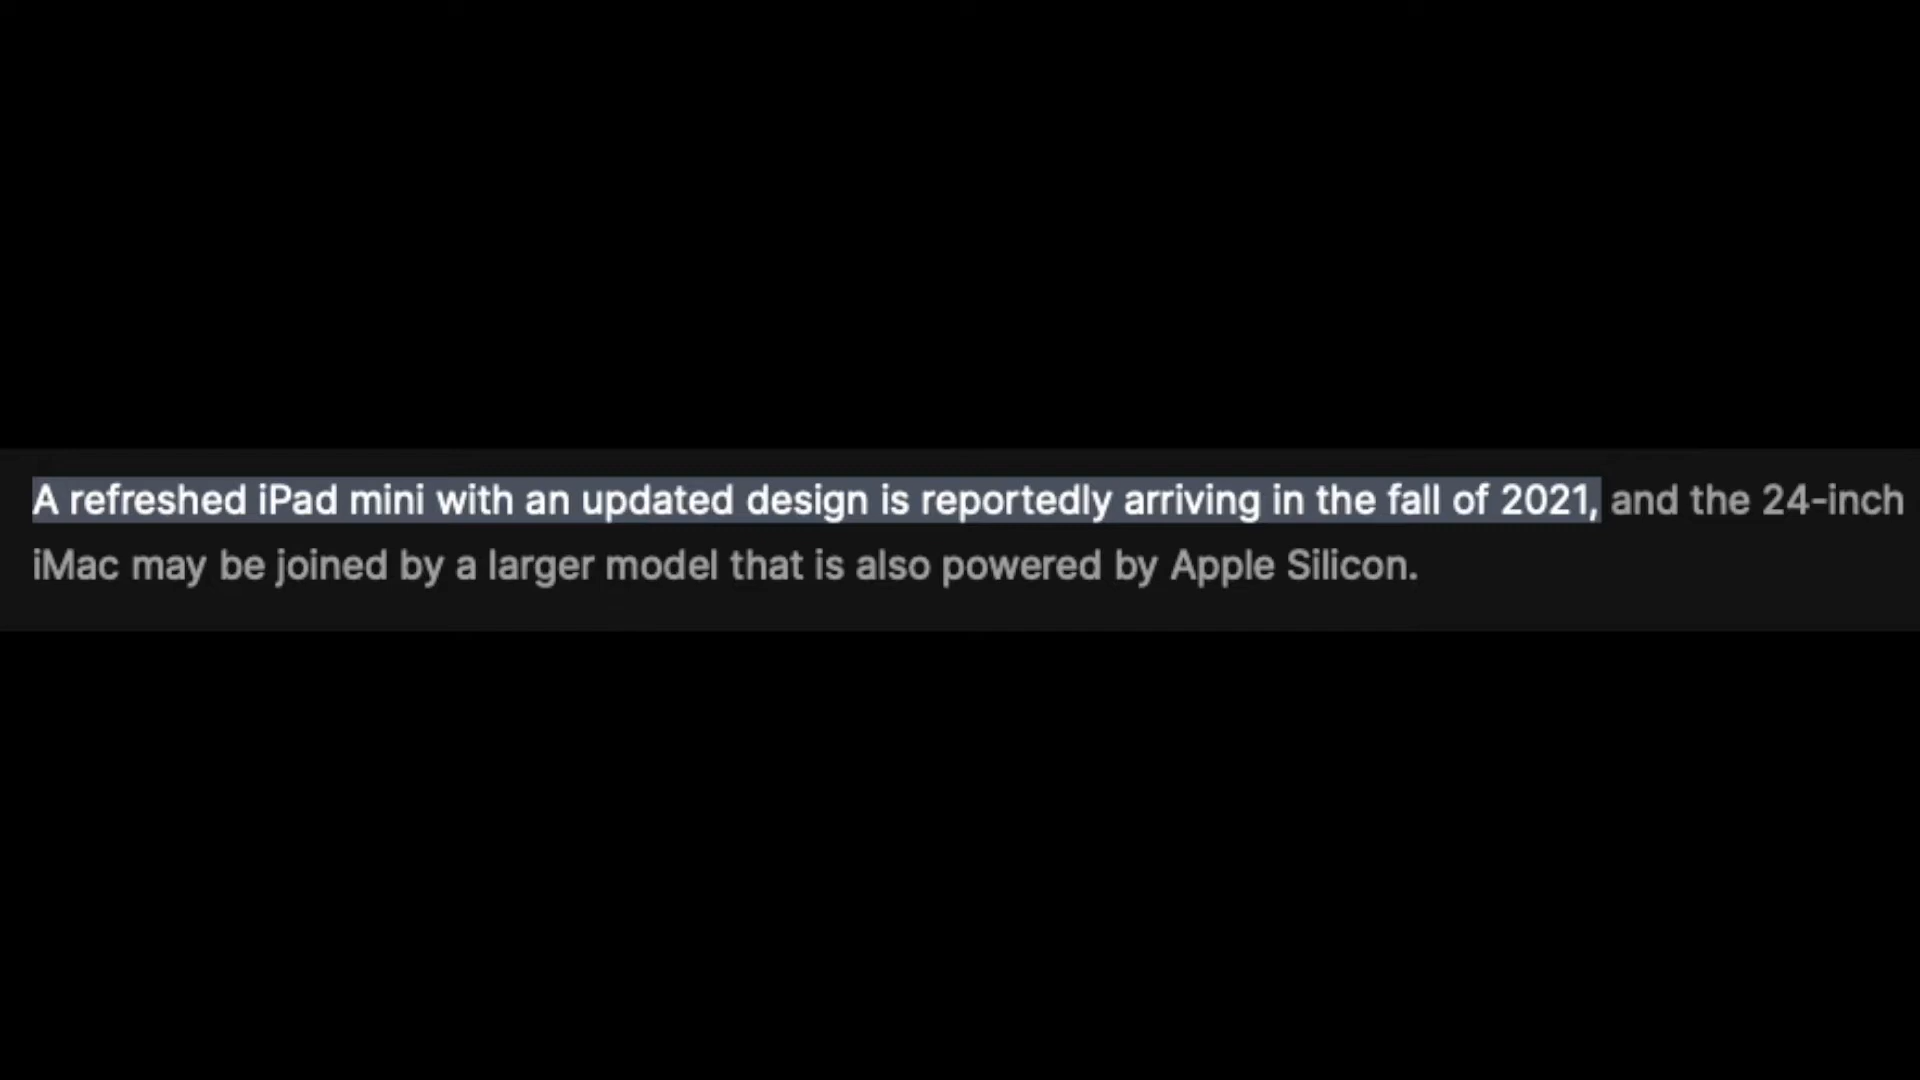 A refreshed iPad mini with an updated design is reportedly arriving in the fall of 2021, and the 24-inch
iMac may be joined by a larger model that is also powered by Apple Silicon.